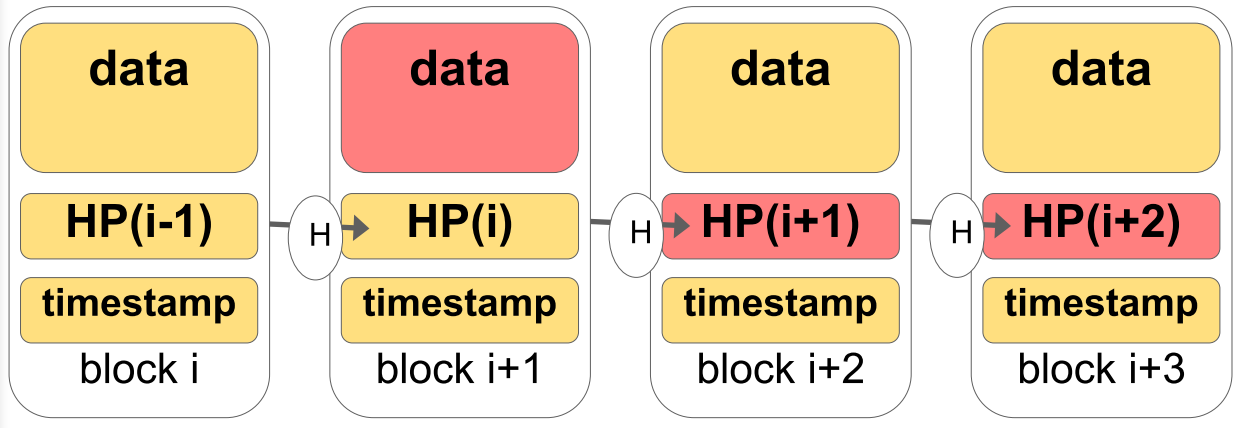 data
HP(i-1)
timestamp
block i
H
data
HP(i)
timestamp
block i+1
H
data
HP(i+1)
timestamp
block i+2
H
data
HP(i+2)
timestamp
block i+3